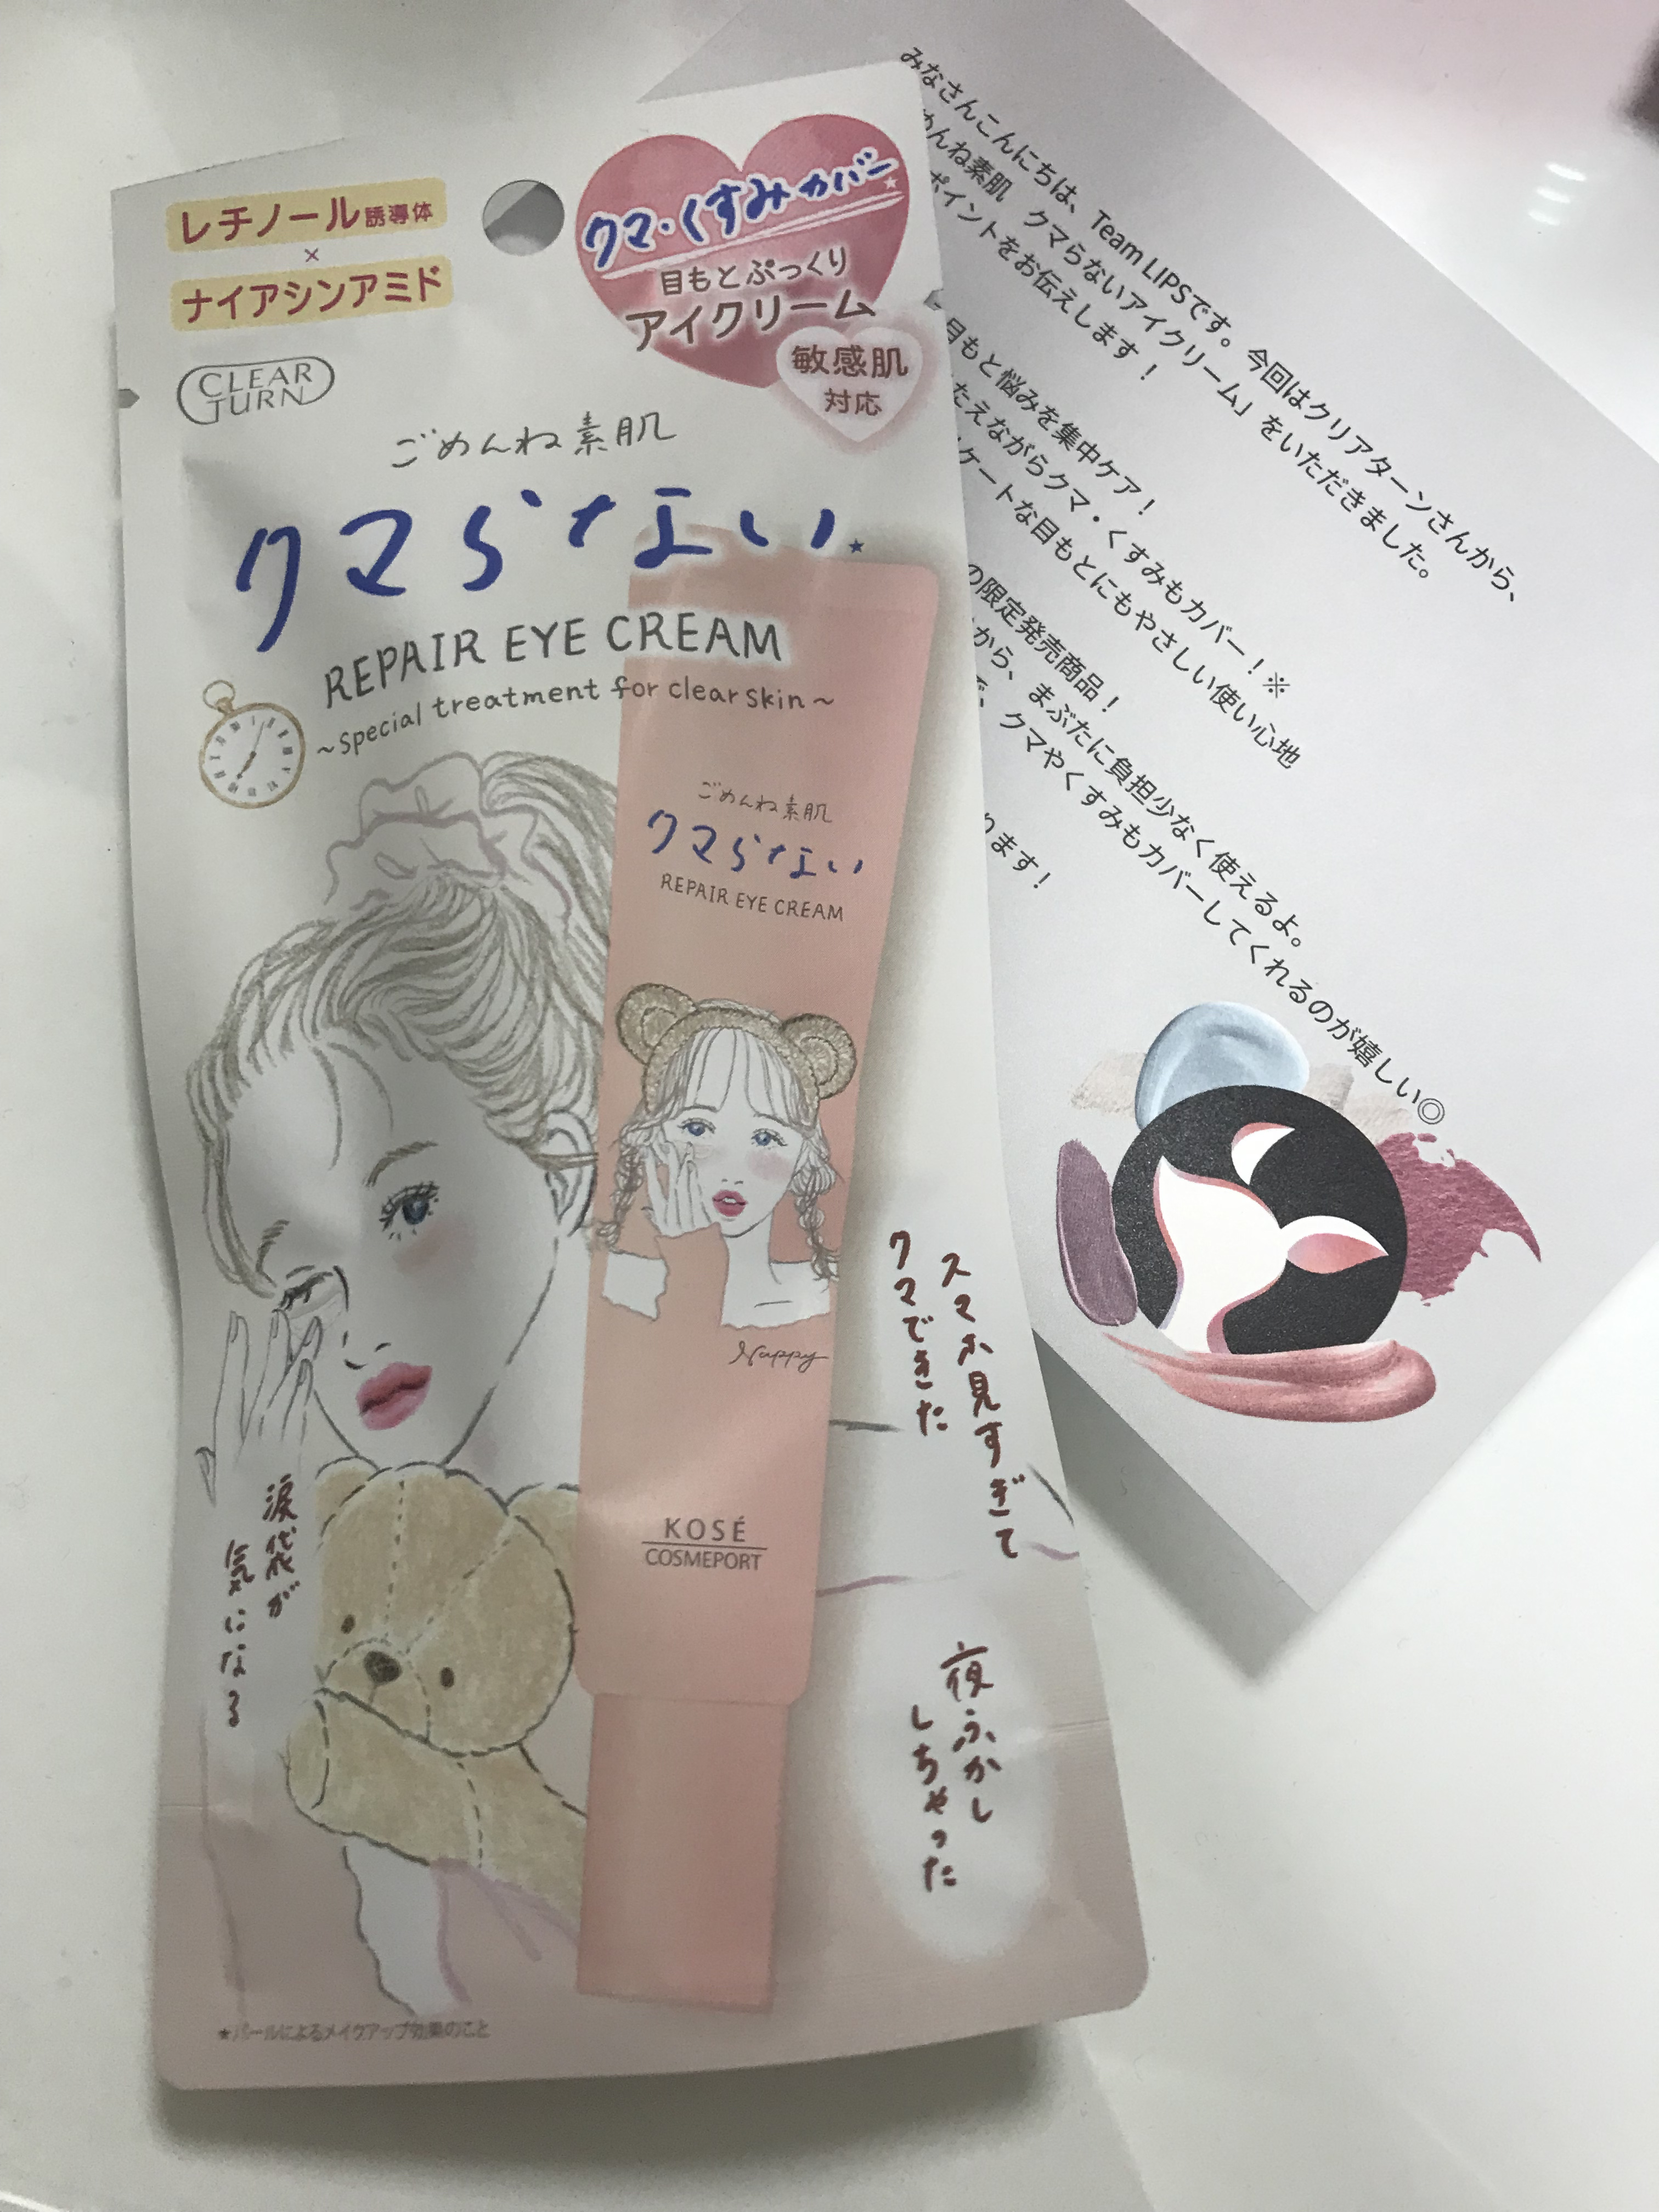 レチノール誘導体
×
ナイアシンアミド
クマ・くすみカバー★
目もとぷっくり
アイクリーム
敏感肌
対応
CLEAR
TURN
ごめんね素肌
クマらない★
REPAIR EYE CREAM
~special treatment for clear skin~
ごめんね素肌
クマらない
REPAIR EYE CREAM
Nappy
KOSÉ
COSMEPORT
スマホ見すぎて
クマできた
涙袋が
気になる
夜ふかし
しちゃった
★パールによるメイクアップ効果のこと
みなさんこんにちは、Team LIPSです。今回はクリアターンさんから、
めんね素肌 クマらないアイクリーム」をいただきました。
ポイントをお伝えします！
目もと悩みを集中ケア！
たえながらクマ・くすみもカバー！※
ケートな目もとにもやさしい使い心地
の限定発売商品！
から、まぶたに負担少なく使えるよ。
で、クマやくすみもカバーしてくれるのが嬉しい◎
ります！